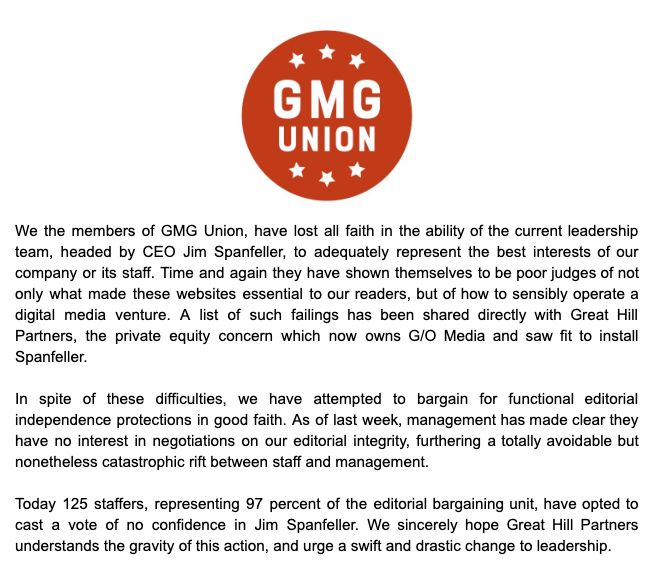 GMG
UNION
We the members of GMG Union, have lost all faith in the ability of the current leadership
team, headed by CEO Jim Spanfeller, to adequately represent the best interests of our
company or its staff. Time and again they have shown themselves to be poor judges of not
only what made these websites essential to our readers, but of how to sensibly operate a
digital media venture. A list of such failings has been shared directly with Great Hill
Partners, the private equity concern which now owns G/O Media and saw fit to install
Spanfeller.
In spite of these difficulties, we have attempted to bargain for functional editorial
independence protections in good faith. As of last week, management has made clear they
have no interest in negotiations on our editorial integrity, furthering a totally avoidable but
nonetheless catastrophic rift between staff and management.
Today 125 staffers, representing 97 percent of the editorial bargaining unit, have opted to
cast a vote of no confidence in Jim Spanfeller. We sincerely hope Great Hill Partners
understands the gravity of this action, and urge a swift and drastic change to leadership.